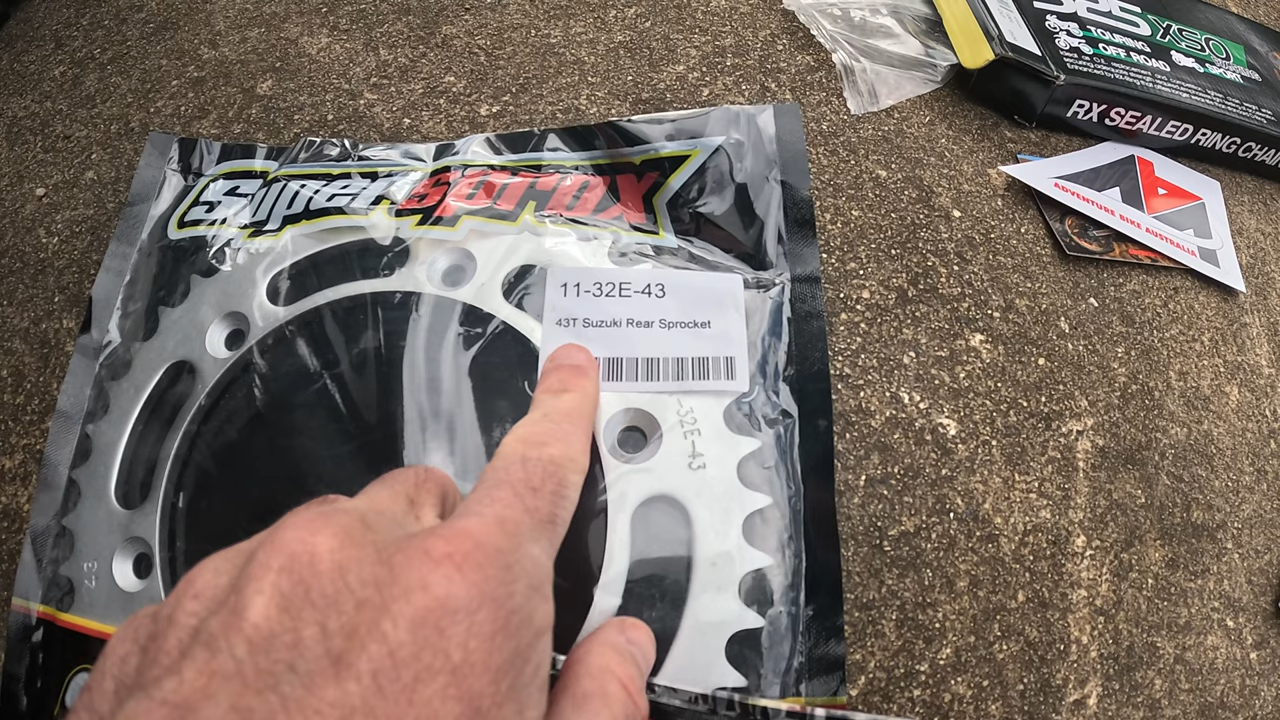 SuperSprox
11-32E-43
43T Suzuki Rear Sprocket
-32E-43
43
525 XSO
TOURING
OFF ROAD
SPORT
RX SEALED RING CHAI
ADVENTURE BIKE AUSTRALIA